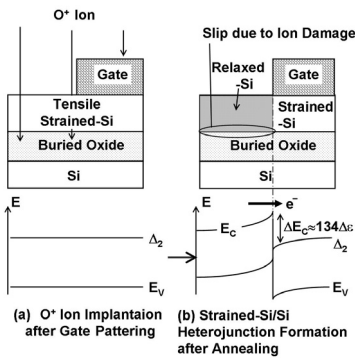 O⁺ Ion
Gate
Tensile
Strained-Si
Buried Oxide
Si
E
Δ₂
E_V
(a) O⁺ Ion Implantaion
after Gate Pattering
Slip due to Ion Damage
Relaxed
-Si
Gate
Strained
-Si
Buried Oxide
Si
E
e⁻
E_C
ΔE_C≈134Δε
Δ₂
E_V
(b) Strained-Si/Si
Heterojunction Formation
after Annealing